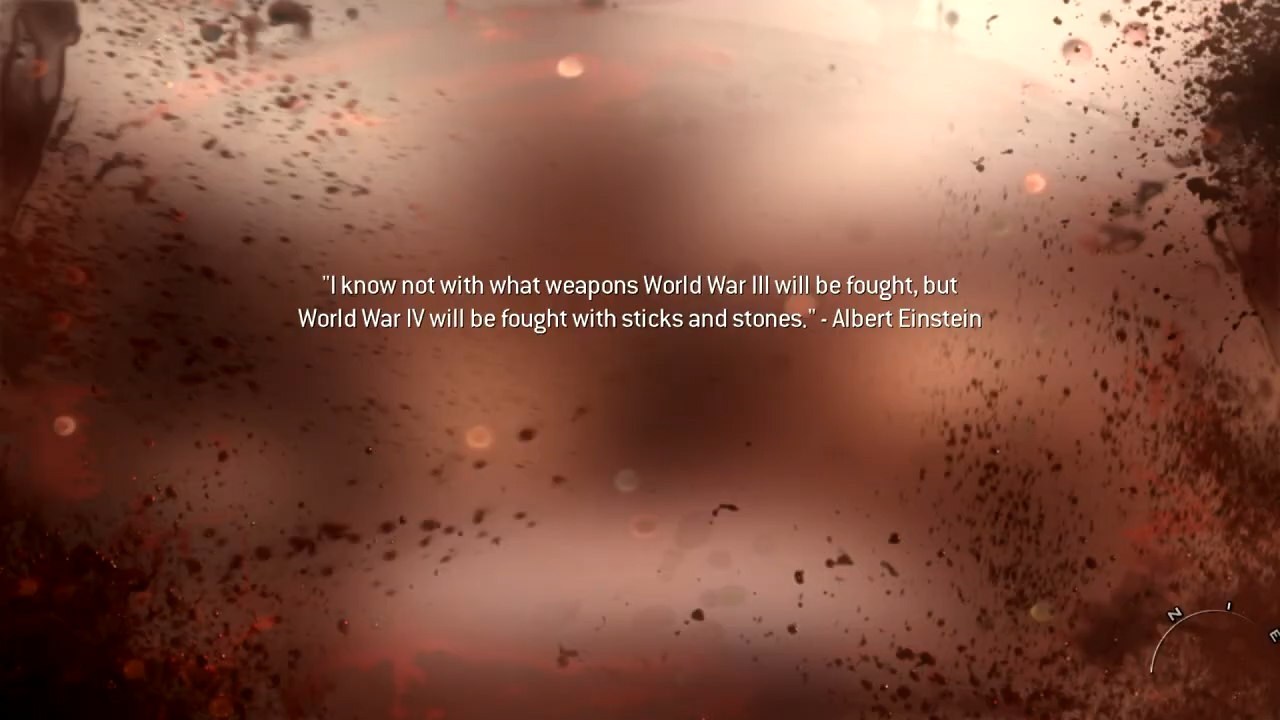 "I know not with what weapons World War III will be fought, but
World War IV will be fought with sticks and stones." - Albert Einstein
N
E